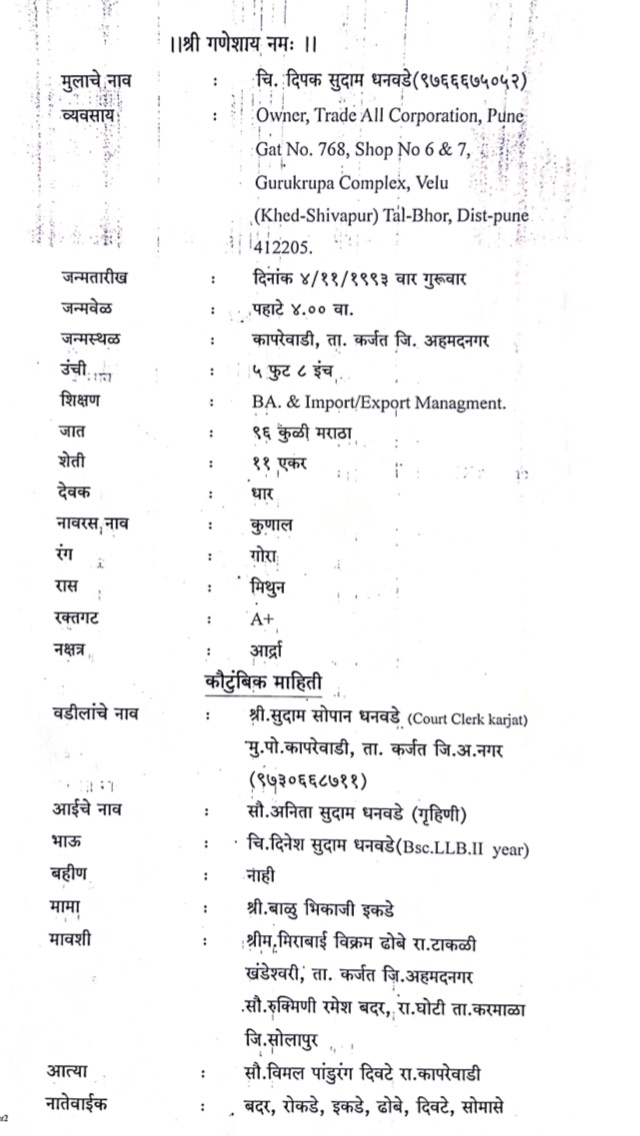 ।।श्री गणेशाय नमः ।।
मुलाचे नाव : चि. दिपक सुदाम धनवडे(९७६६६७५०५२)
व्यवसाय : Owner, Trade All Corporation, Pune
Gat No. 768, Shop No 6 & 7,
Gurukrupa Complex, Velu
(Khed-Shivapur) Tal-Bhor, Dist-pune
412205.
जन्मतारीख : दिनांक ४/११/१९९३ वार गुरूवार
जन्मवेळ : पहाटे ४.०० वा.
जन्मस्थळ : कापरेवाडी, ता. कर्जत जि. अहमदनगर
उंची : ५ फुट ८ इंच
शिक्षण : BA. & Import/Export Managment.
जात : ९६ कुळी मराठा
शेती : ११ एकर
देवक : धार
नावरस नाव : कुणाल
रंग : गोरा
रास : मिथुन
रक्तगट : A+
नक्षत्र : आर्द्रा
कौटुंबिक माहिती
वडीलांचे नाव : श्री.सुदाम सोपान धनवडे (Court Clerk karjat)
मु.पो.कापरेवाडी, ता. कर्जत जि.अ.नगर
(९७३०६६८७११)
आईचे नाव : सौ.अनिता सुदाम धनवडे (गृहिणी)
भाऊ : चि.दिनेश सुदाम धनवडे(Bsc.LLB.II year)
बहीण : नाही
मामा : श्री.बाळु भिकाजी इकडे
मावशी : श्रीम.मिराबाई विक्रम ढोबे रा.टाकळी
खंडेश्वरी, ता. कर्जत जि.अहमदनगर
सौ.रुक्मिणी रमेश बदर, रा.घोटी ता.करमाळा
जि.सोलापुर
आत्या : सौ.विमल पांडुरंग दिवटे रा.कापरेवाडी
नातेवाईक : बदर, रोकडे, इकडे, ढोबे, दिवटे, सोमासे